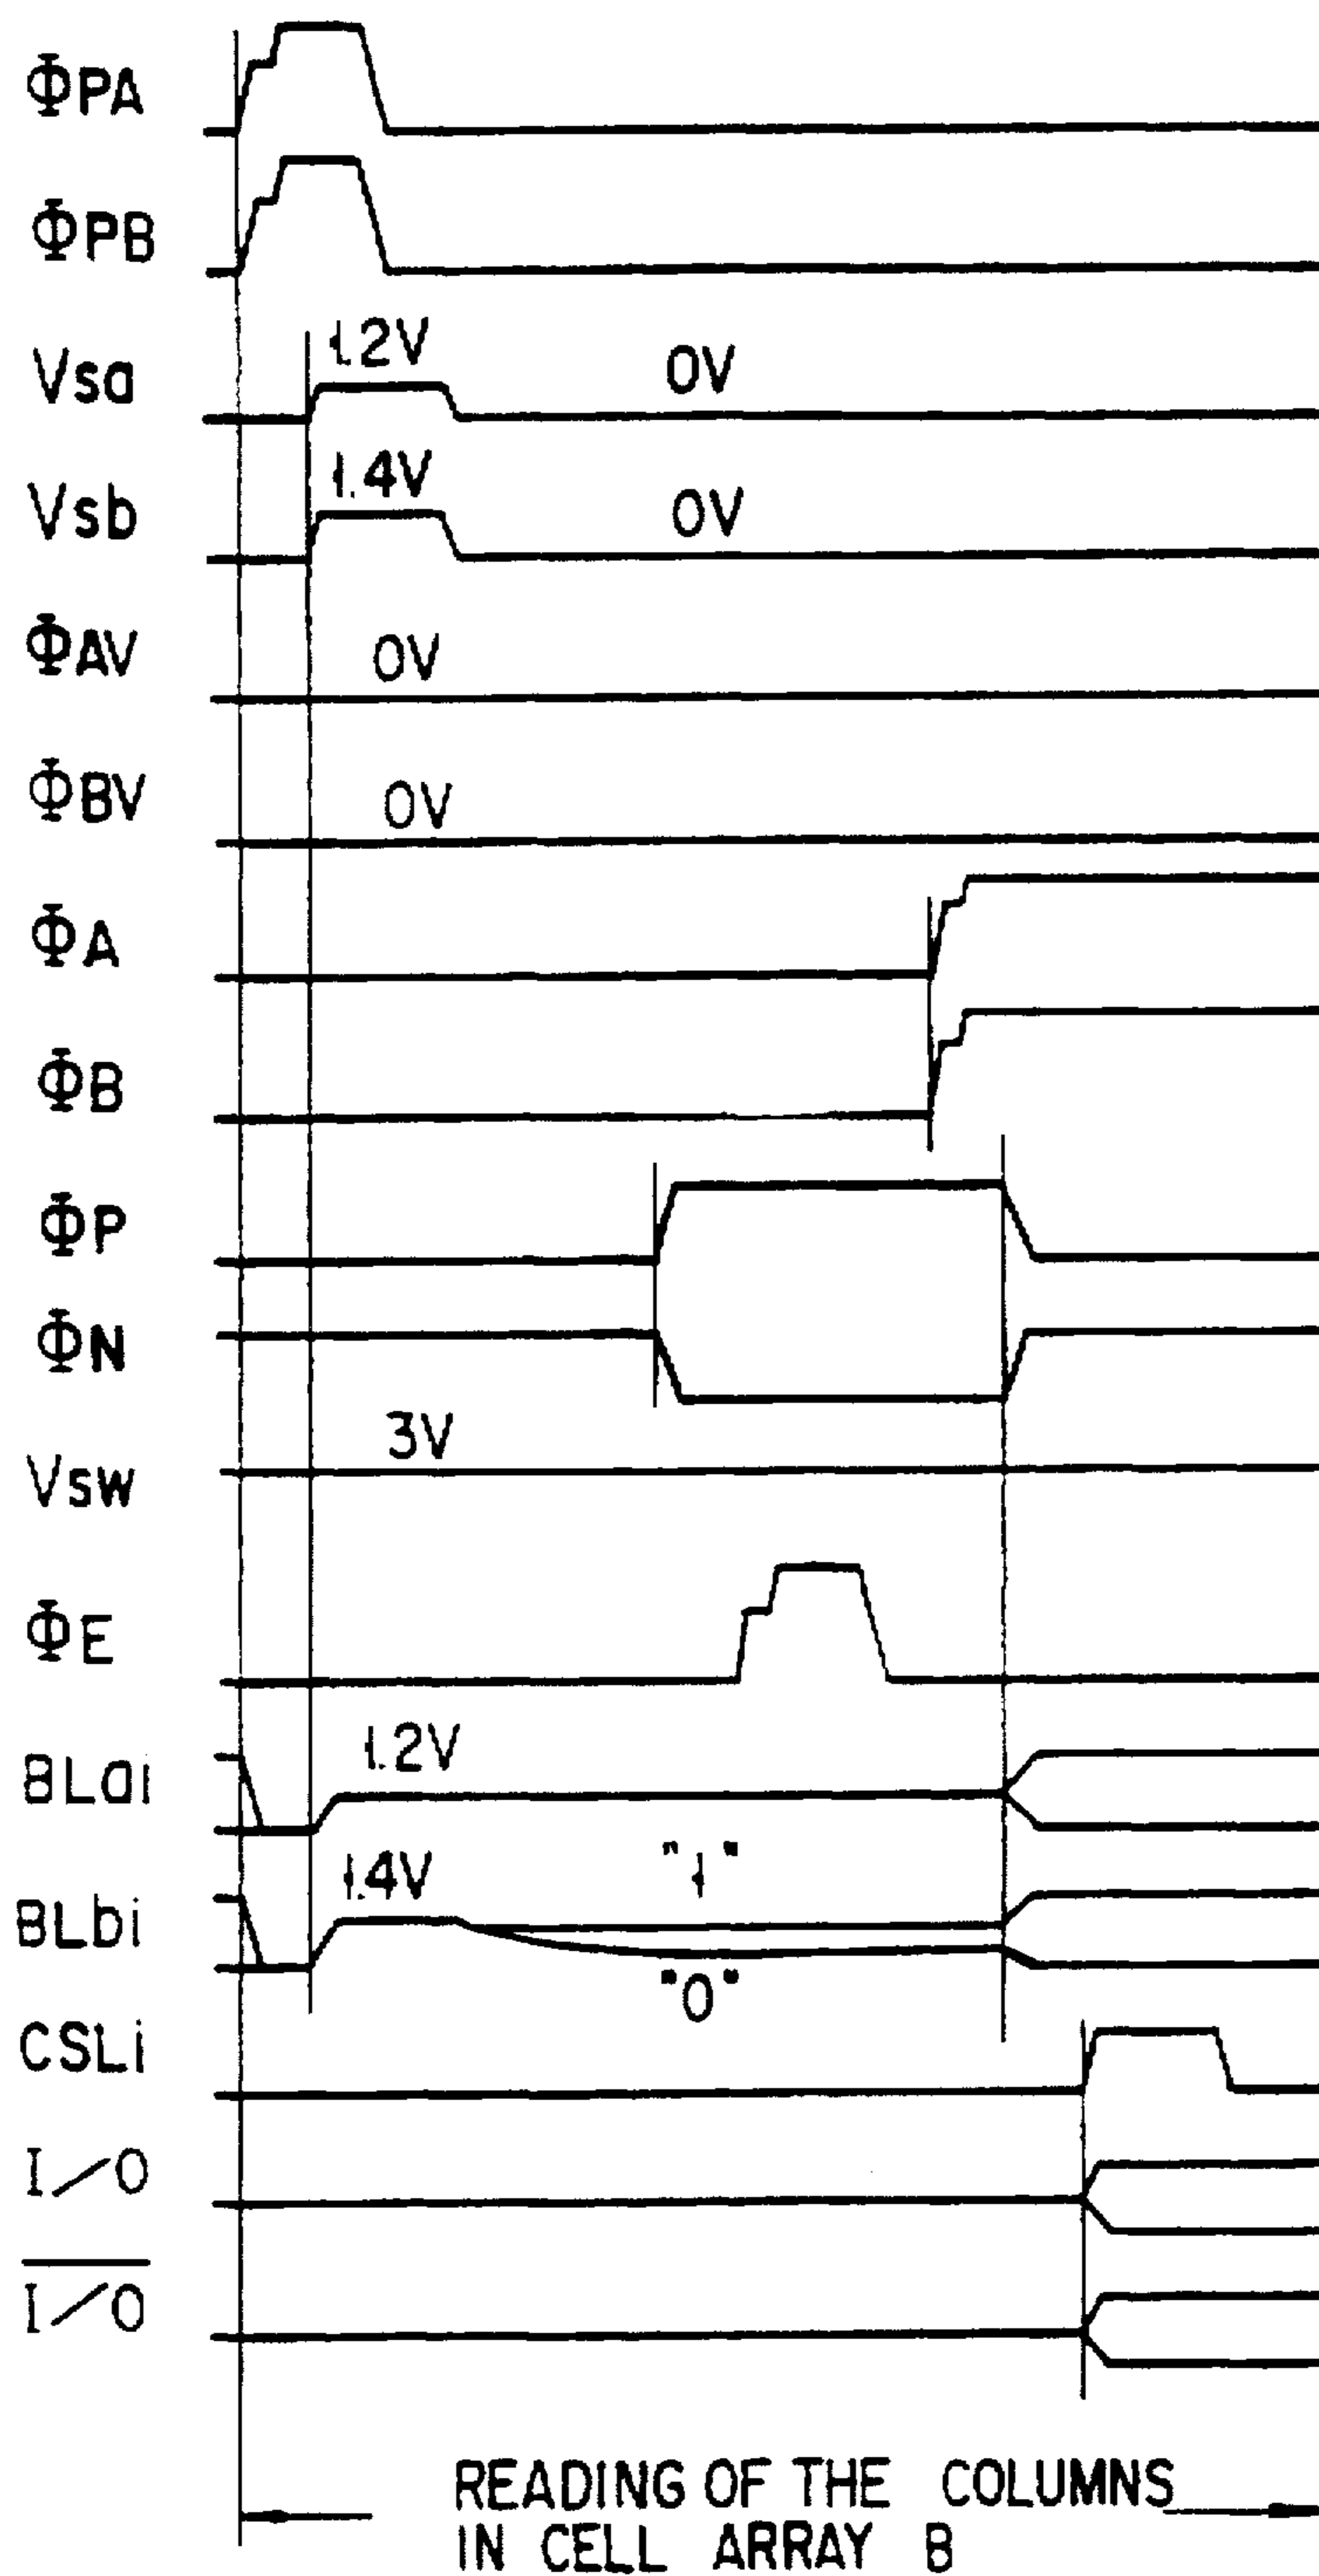 ΦPA
ΦPB
Vsa 1.2V 0V
Vsb 1.4V 0V
ΦAV 0V
ΦBV 0V
ΦA
ΦB
ΦP
ΦN
Vsw 3V
ΦE
BLai 1.2V
BLbi 1.4V "1"
"0"
CSLi
I/O
I/O
READING OF THE COLUMNS
IN CELL ARRAY B